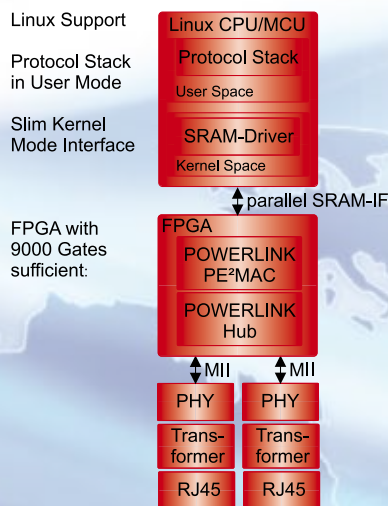 Linux Support
Linux CPU/MCU
Protocol Stack
in User Mode
Protocol Stack
User Space
Slim Kernel
Mode Interface
SRAM-Driver
Kernel Space
parallel SRAM-IF
FPGA with
9000 Gates
sufficient:
FPGA
POWERLINK
PE²MAC
POWERLINK
Hub
MII
MII
PHY
PHY
Trans-
former
Trans-
former
RJ45
RJ45